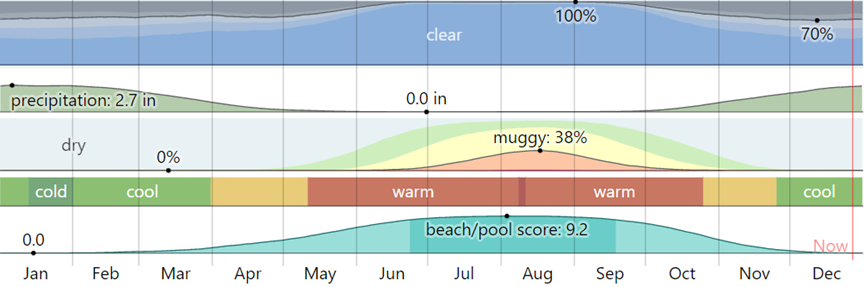 100%
clear
70%
precipitation: 2.7 in
0.0 in
muggy: 38%
dry
0%
cold cool warm warm cool
0.0
beach/pool score: 9.2
Now
Jan Feb Mar Apr May Jun Jul Aug Sep Oct Nov Dec